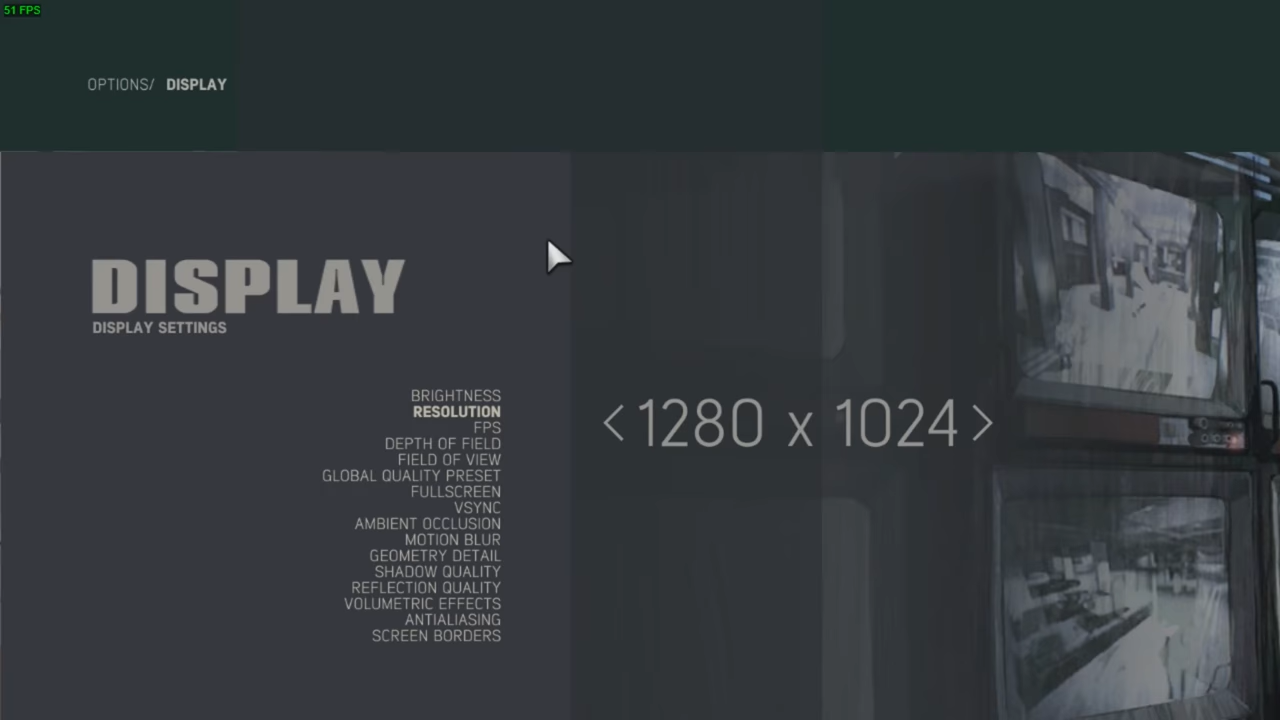 51 FPS
OPTIONS/ DISPLAY
DISPLAY
DISPLAY SETTINGS
BRIGHTNESS
RESOLUTION
FPS
DEPTH OF FIELD
FIELD OF VIEW
GLOBAL QUALITY PRESET
FULLSCREEN
VSYNC
AMBIENT OCCLUSION
MOTION BLUR
GEOMETRY DETAIL
SHADOW QUALITY
REFLECTION QUALITY
VOLUMETRIC EFFECTS
ANTIALIASING
SCREEN BORDERS
<1280 x 1024>